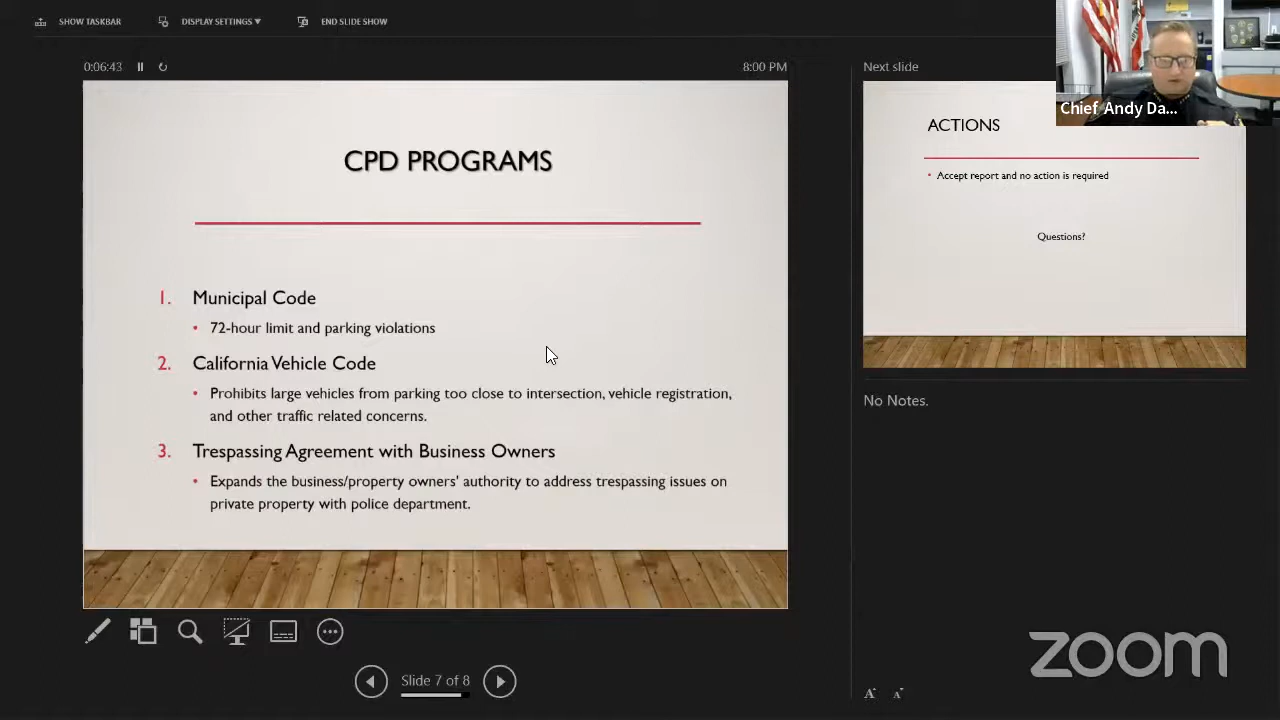 SHOW TASKBAR
DISPLAY SETTINGS ▼
END SLIDE SHOW
0:06:43
8:00 PM
CPD PROGRAMS
1. Municipal Code
• 72-hour limit and parking violations
2. California Vehicle Code
• Prohibits large vehicles from parking too close to intersection, vehicle registration,
and other traffic related concerns.
3. Trespassing Agreement with Business Owners
• Expands the business/property owners' authority to address trespassing issues on
private property with police department.
Slide 7 of 8
Next slide
Chief Andy Da...
ACTIONS
• Accept report and no action is required
Questions?
No Notes.
zoom
A A